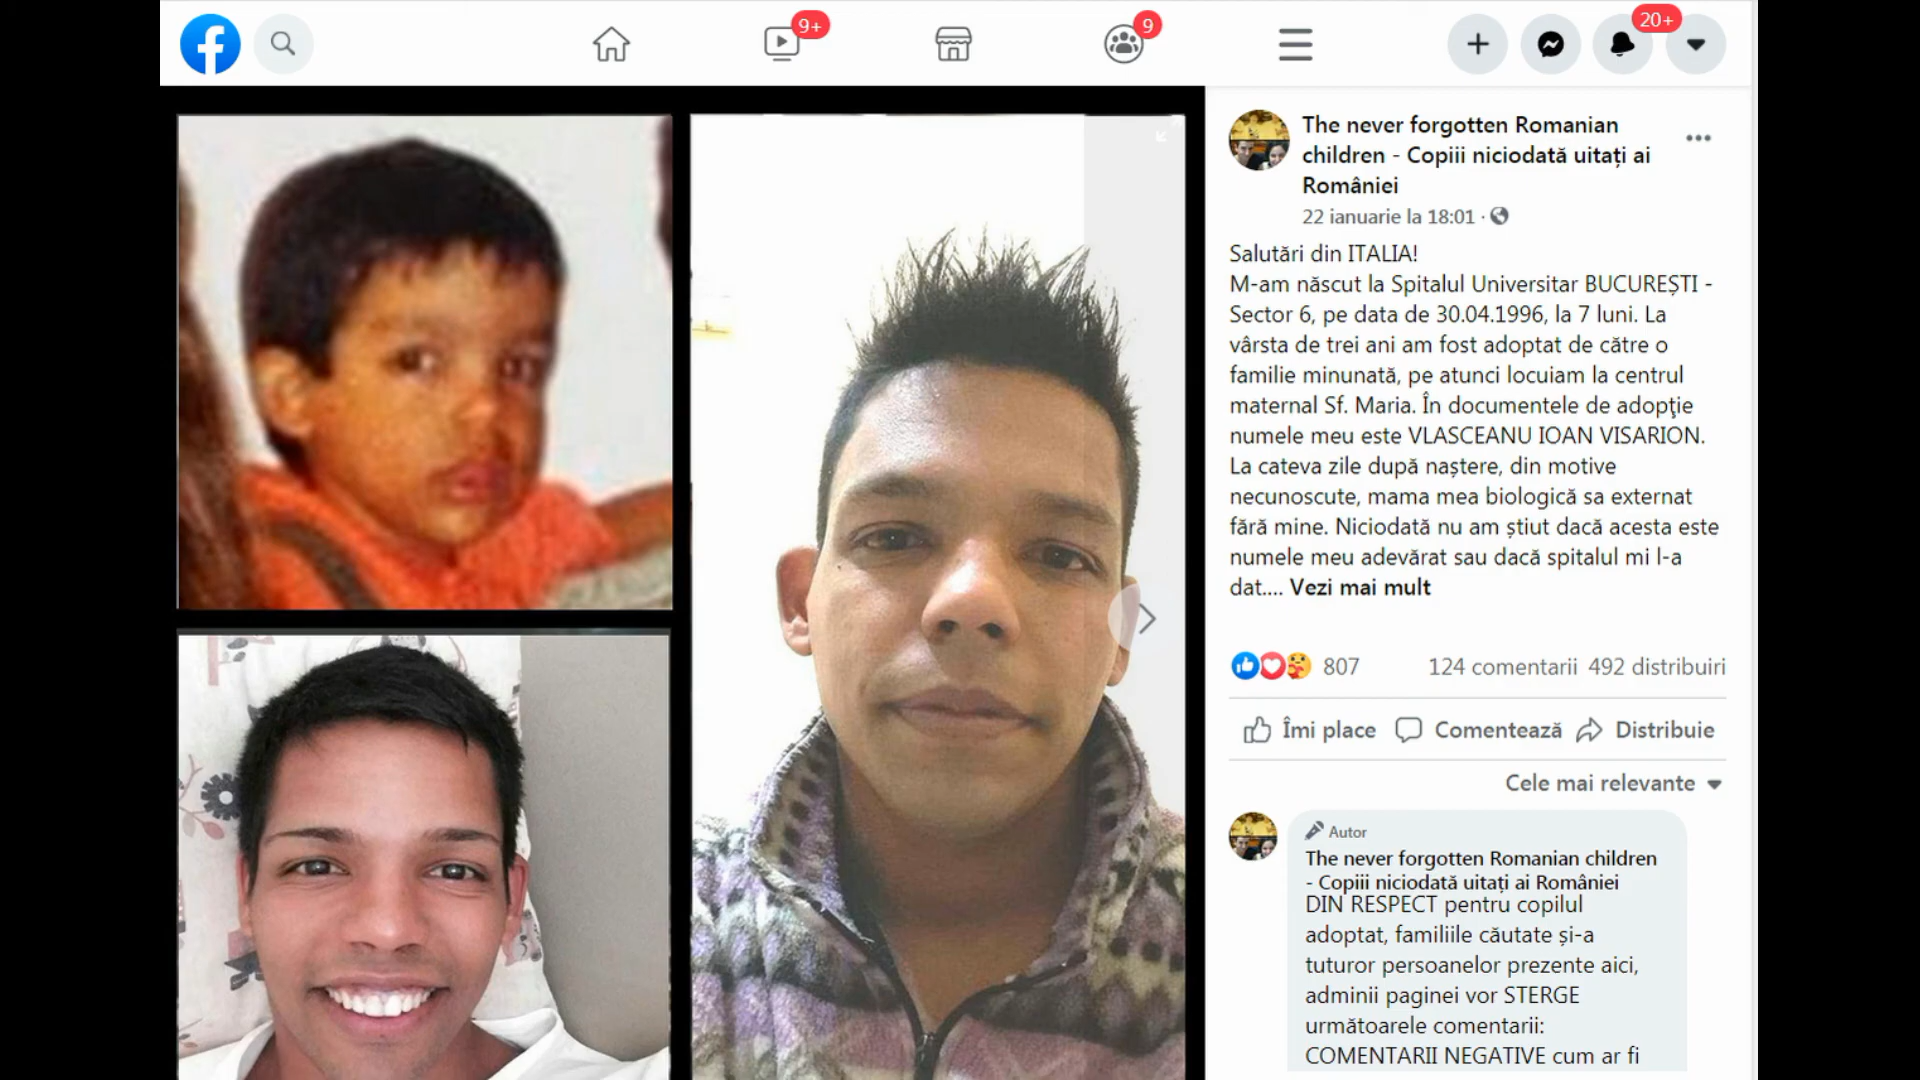 9+
9
20+
The never forgotten Romanian
children - Copiii niciodată uitați ai
României
22 ianuarie la 18:01 ·
Salutări din ITALIA!
M-am născut la Spitalul Universitar BUCUREȘTI -
Sector 6, pe data de 30.04.1996, la 7 luni. La
vârsta de trei ani am fost adoptat de către o
familie minunată, pe atunci locuiam la centrul
maternal Sf. Maria. În documentele de adopţie
numele meu este VLASCEANU IOAN VISARION.
La cateva zile după naștere, din motive
necunoscute, mama mea biologică sa externat
fără mine. Niciodată nu am știut dacă acesta este
numele meu adevărat sau dacă spitalul mi l-a
dat.... Vezi mai mult
807 124 comentarii 492 distribuiri
Îmi place Comentează Distribuie
Cele mai relevante
Autor
The never forgotten Romanian children
- Copiii niciodată uitați ai României
DIN RESPECT pentru copilul
adoptat, familiile căutate și-a
tuturor persoanelor prezente aici,
adminii paginei vor STERGE
următoarele comentarii:
COMENTARII NEGATIVE cum ar fi